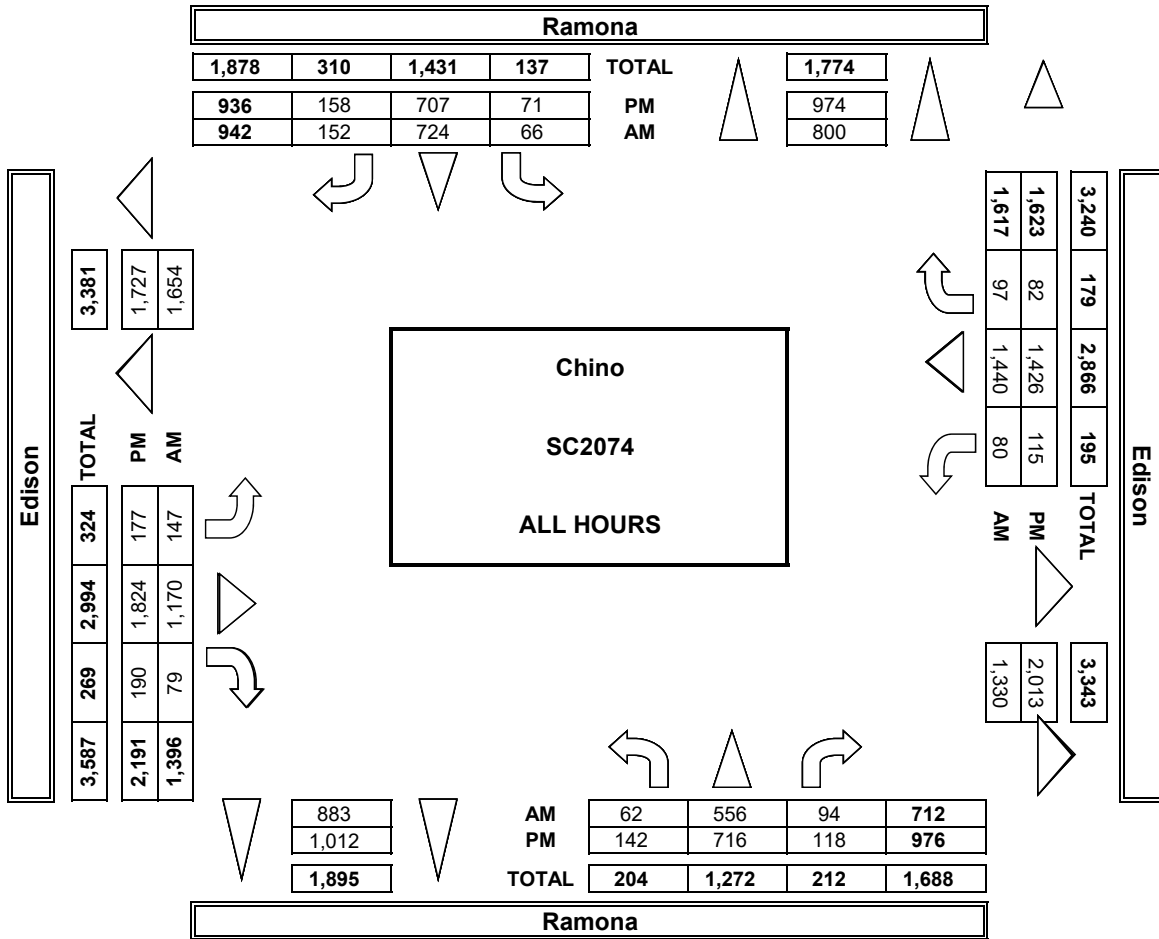 Ramona
1,878 310 1,431 137 TOTAL 1,774
936 158 707 71 PM 974
942 152 724 66 AM 800
Edison
3,381
1,727
1,654
TOTAL
PM
AM
324 2,994 269 3,587
177 1,824 190 2,191
147 1,170 79 1,396
Chino
SC2074
ALL HOURS
3,240 179 2,866 195 TOTAL
1,623 82 1,426 115 PM
1,617 97 1,440 80 AM
3,343
2,013
1,330
Edison
883 AM 62 556 94 712
1,012 PM 142 716 118 976
1,895 TOTAL 204 1,272 212 1,688
Ramona